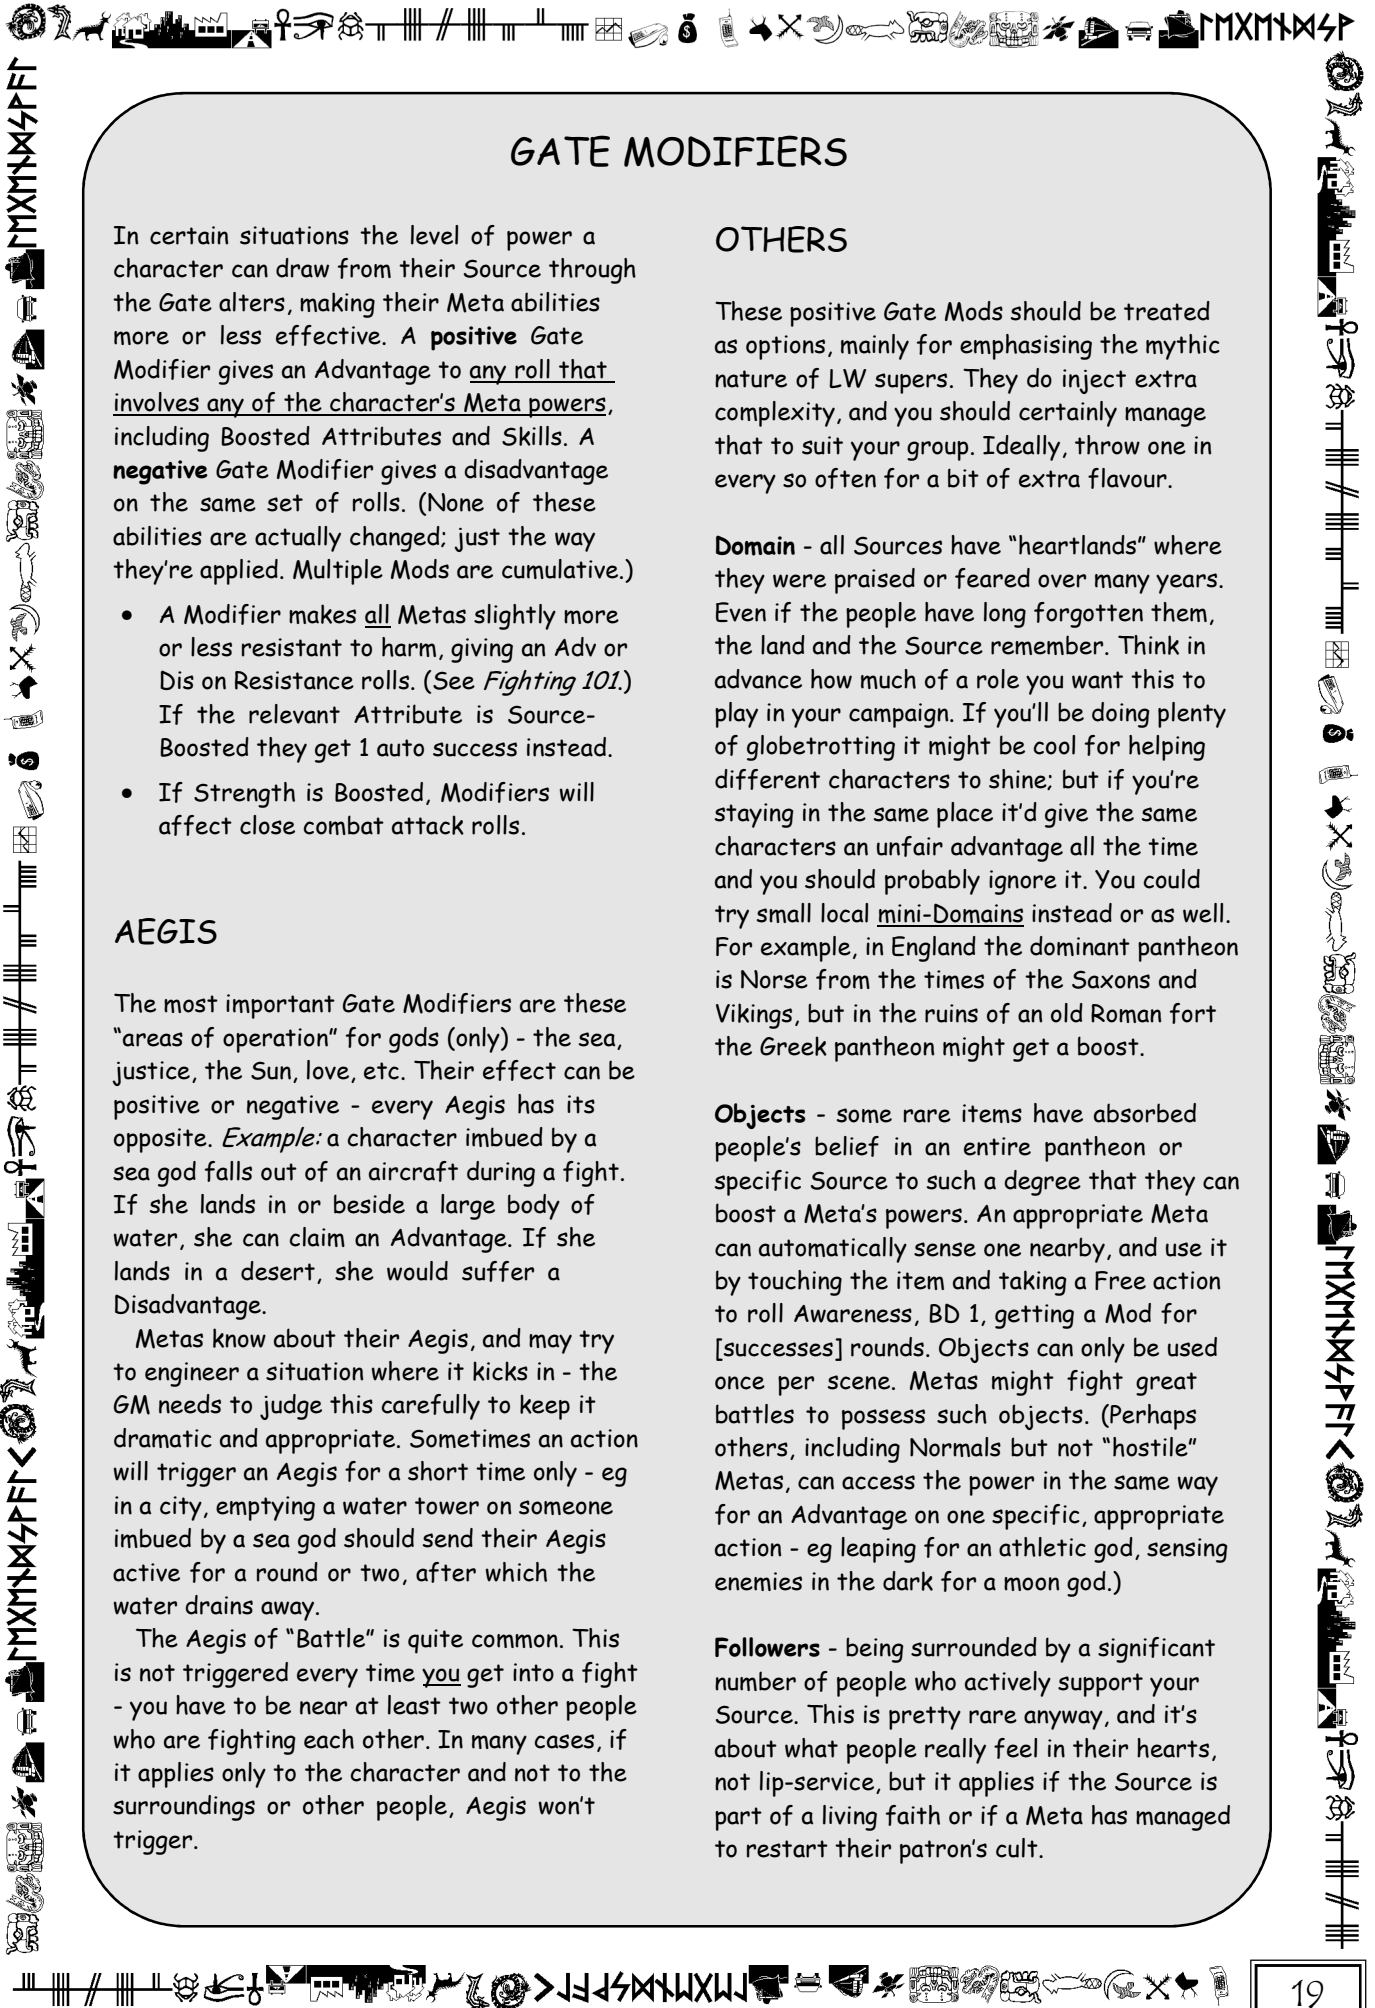 GATE MODIFIERS
In certain situations the level of power a
character can draw from their Source through
the Gate alters, making their Meta abilities
more or less effective. A positive Gate
Modifier gives an Advantage to any roll that
involves any of the character's Meta powers,
including Boosted Attributes and Skills. A
negative Gate Modifier gives a disadvantage
on the same set of rolls. (None of these
abilities are actually changed; just the way
they're applied. Multiple Mods are cumulative.)
• A Modifier makes all Metas slightly more
or less resistant to harm, giving an Adv or
Dis on Resistance rolls. (See Fighting 101.)
If the relevant Attribute is Source-
Boosted they get 1 auto success instead.
• If Strength is Boosted, Modifiers will
affect close combat attack rolls.
AEGIS
The most important Gate Modifiers are these
“areas of operation” for gods (only) - the sea,
justice, the Sun, love, etc. Their effect can be
positive or negative - every Aegis has its
opposite. Example: a character imbued by a
sea god falls out of an aircraft during a fight.
If she lands in or beside a large body of
water, she can claim an Advantage. If she
lands in a desert, she would suffer a
Disadvantage.
Metas know about their Aegis, and may try
to engineer a situation where it kicks in - the
GM needs to judge this carefully to keep it
dramatic and appropriate. Sometimes an action
will trigger an Aegis for a short time only - eg
in a city, emptying a water tower on someone
imbued by a sea god should send their Aegis
active for a round or two, after which the
water drains away.
The Aegis of “Battle” is quite common. This
is not triggered every time you get into a fight
- you have to be near at least two other people
who are fighting each other. In many cases, if
it applies only to the character and not to the
surroundings or other people, Aegis won't
trigger.
OTHERS
These positive Gate Mods should be treated
as options, mainly for emphasising the mythic
nature of LW supers. They do inject extra
complexity, and you should certainly manage
that to suit your group. Ideally, throw one in
every so often for a bit of extra flavour.
Domain - all Sources have “heartlands” where
they were praised or feared over many years.
Even if the people have long forgotten them,
the land and the Source remember. Think in
advance how much of a role you want this to
play in your campaign. If you'll be doing plenty
of globetrotting it might be cool for helping
different characters to shine; but if you're
staying in the same place it'd give the same
characters an unfair advantage all the time
and you should probably ignore it. You could
try small local mini-Domains instead or as well.
For example, in England the dominant pantheon
is Norse from the times of the Saxons and
Vikings, but in the ruins of an old Roman fort
the Greek pantheon might get a boost.
Objects - some rare items have absorbed
people's belief in an entire pantheon or
specific Source to such a degree that they can
boost a Meta's powers. An appropriate Meta
can automatically sense one nearby, and use it
by touching the item and taking a Free action
to roll Awareness, BD 1, getting a Mod for
[successes] rounds. Objects can only be used
once per scene. Metas might fight great
battles to possess such objects. (Perhaps
others, including Normals but not “hostile”
Metas, can access the power in the same way
for an Advantage on one specific, appropriate
action - eg leaping for an athletic god, sensing
enemies in the dark for a moon god.)
Followers - being surrounded by a significant
number of people who actively support your
Source. This is pretty rare anyway, and it's
about what people really feel in their hearts,
not lip-service, but it applies if the Source is
part of a living faith or if a Meta has managed
to restart their patron's cult.
19